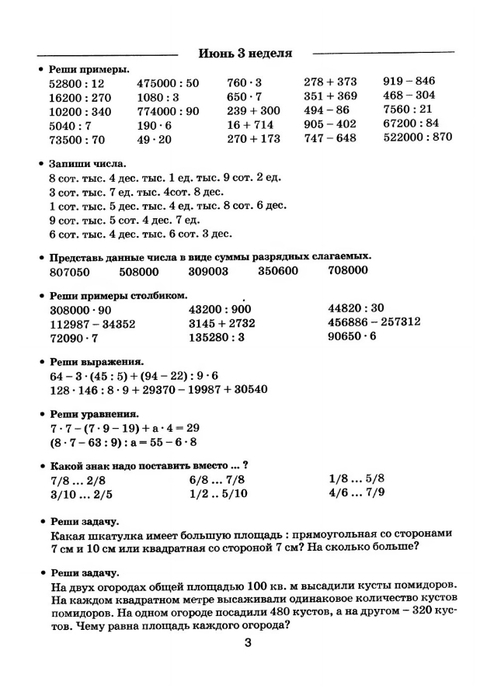 Июнь 3 неделя
• Реши примеры.
52800 : 12 475000 : 50 760 · 3 278 + 373 919 – 846
16200 : 270 1080 : 3 650 · 7 351 + 369 468 – 304
10200 : 340 774000 : 90 239 + 300 494 – 86 7560 : 21
5040 : 7 190 · 6 16 + 714 905 – 402 67200 : 84
73500 : 70 49 · 20 270 + 173 747 – 648 522000 : 870
• Запиши числа.
8 сот. тыс. 4 дес. тыс. 1 ед. тыс. 9 сот. 2 ед.
3 сот. тыс. 7 ед. тыс. 4сот. 8 дес.
1 сот. тыс. 5 дес. тыс. 4 ед. тыс. 8 сот. 6 дес.
9 сот. тыс. 5 сот. 4 дес. 7 ед.
6 сот. тыс. 4 дес. тыс. 6 сот. 3 дес.
• Представь данные числа в виде суммы разрядных слагаемых.
807050 508000 309003 350600 708000
• Реши примеры столбиком.
308000 · 90 43200 : 900 44820 : 30
112987 – 34352 3145 + 2732 456886 – 257312
72090 · 7 135280 : 3 90650 · 6
• Реши выражения.
64 – 3 · (45 : 5) + (94 – 22) : 9 · 6
128 · 146 : 8 · 9 + 29370 – 19987 + 30540
• Реши уравнения.
7 · 7 – (7 · 9 – 19) + а · 4 = 29
(8 · 7 – 63 : 9) : а = 55 – 6 · 8
• Какой знак надо поставить вместо ... ?
7/8 ... 2/8 6/8 ... 7/8 1/8 ... 5/8
3/10 ... 2/5 1/2 .. 5/10 4/6 ... 7/9
• Реши задачу.
Какая шкатулка имеет большую площадь : прямоугольная со сторонами
7 см и 10 см или квадратная со стороной 7 см? На сколько больше?
• Реши задачу.
На двух огородах общей площадью 100 кв. м высадили кусты помидоров.
На каждом квадратном метре высаживали одинаковое количество кустов
помидоров. На одном огороде посадили 480 кустов, а на другом – 320 кус-
тов. Чему равна площадь каждого огорода?
3